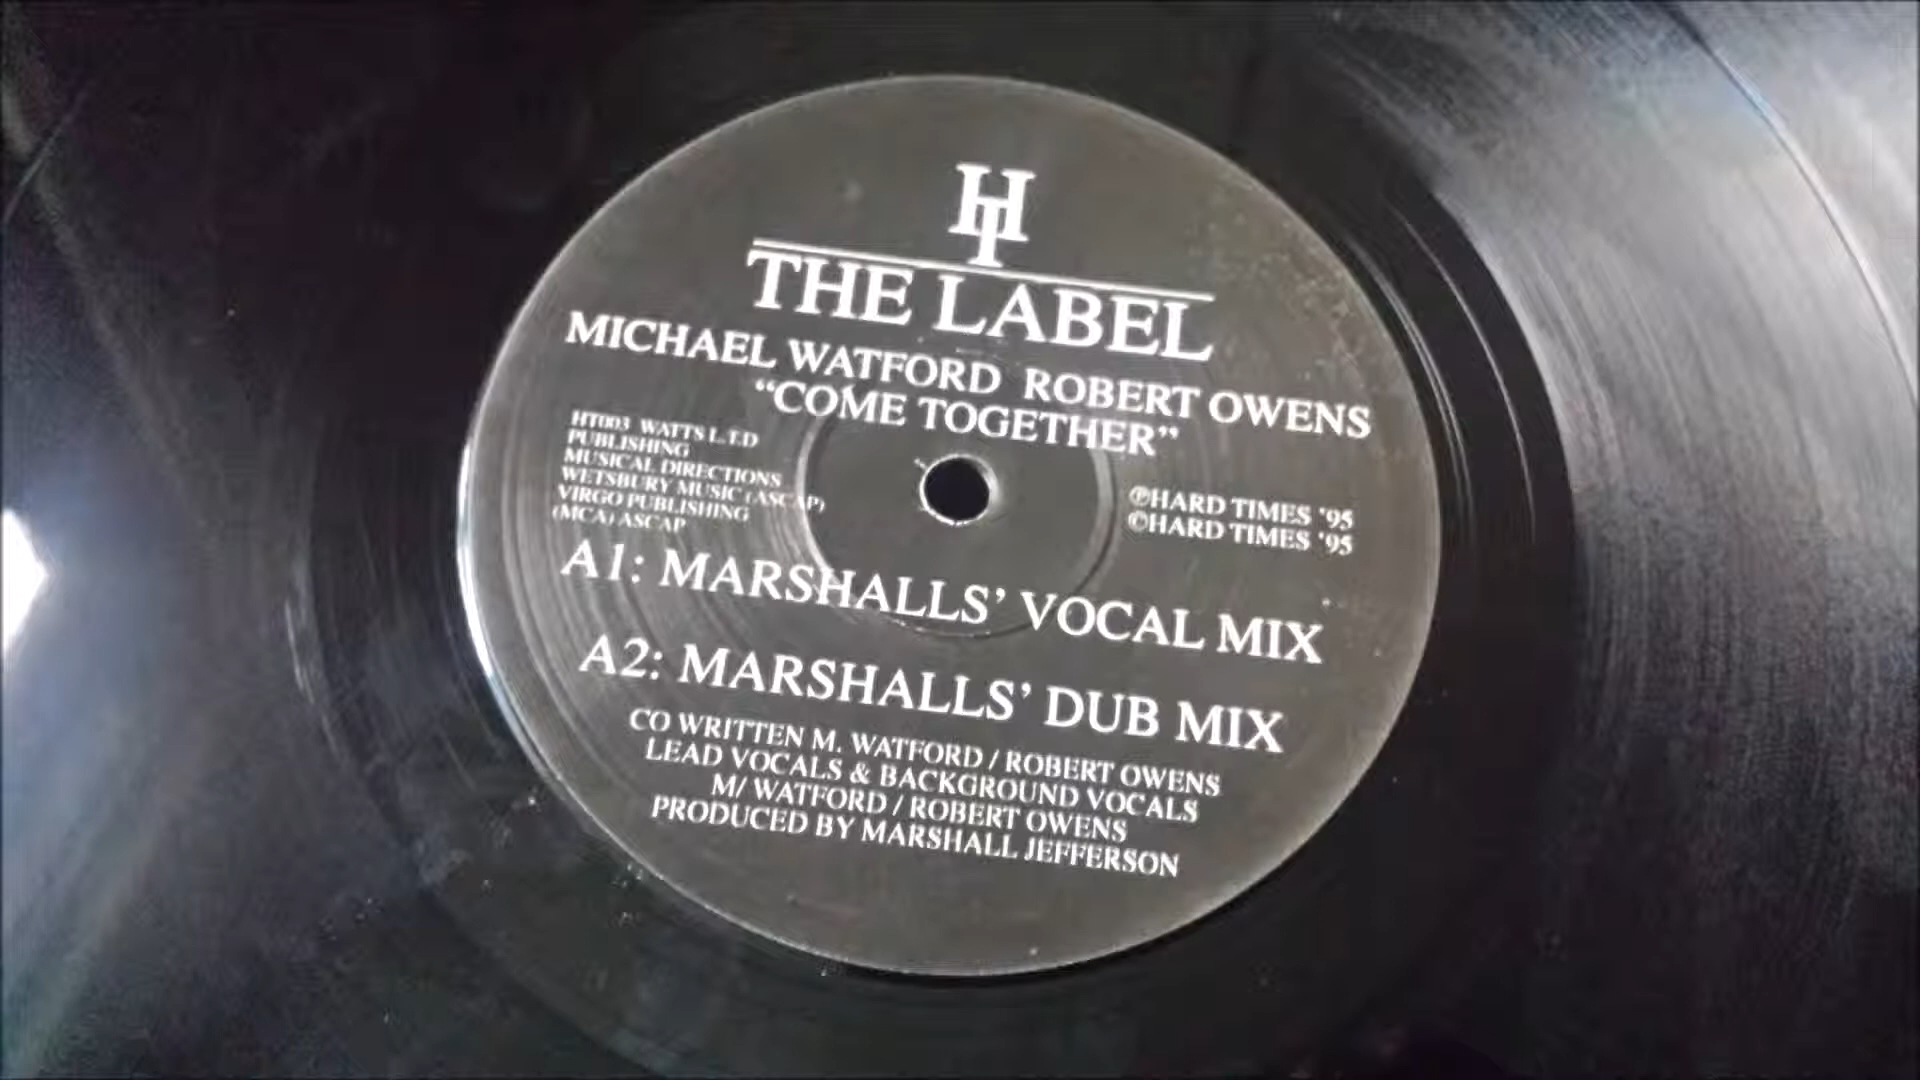 HT
THE LABEL
MICHAEL WATFORD ROBERT OWENS
“COME TOGETHER”
HT003 WATTS L.T.D
PUBLISHING
MUSICAL DIRECTIONS
WETSBURY MUSIC (ASCAP)
VIRGO PUBLISHING
(MCA) ASCAP
ⓅHARD TIMES '95
©HARD TIMES '95
A1: MARSHALLS’ VOCAL MIX
A2: MARSHALLS’ DUB MIX
CO WRITTEN M. WATFORD / ROBERT OWENS
LEAD VOCALS & BACKGROUND VOCALS
M/ WATFORD / ROBERT OWENS
PRODUCED BY MARSHALL JEFFERSON